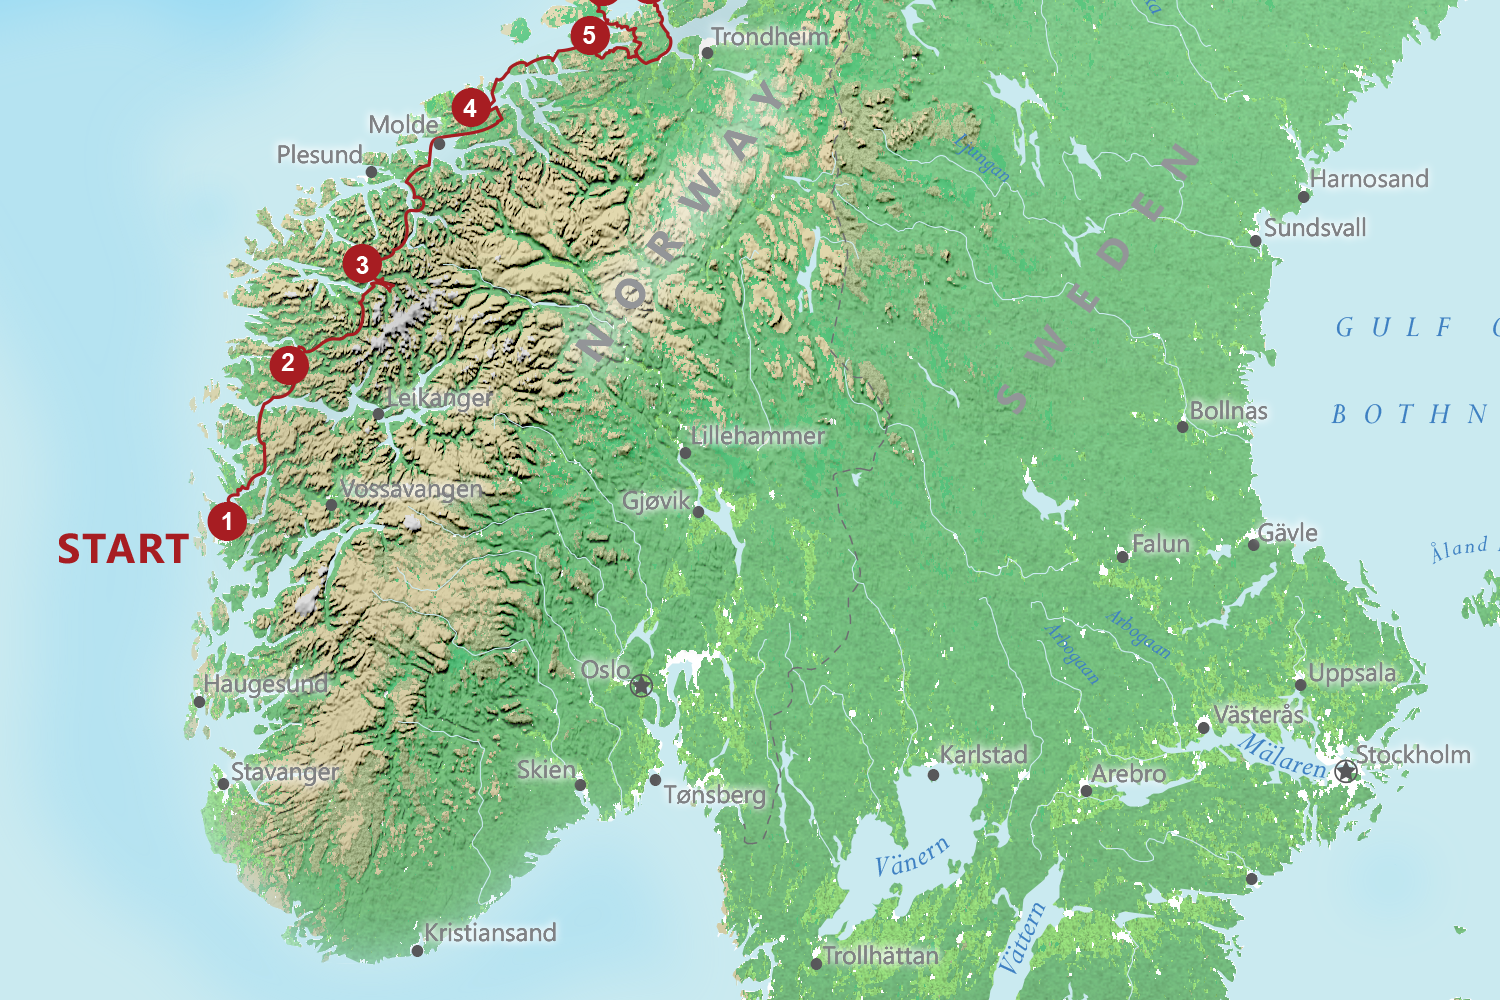 5
Trondheim
4
Molde
Plesund
NORWAY
Ljungan
SWEDEN
Harnosand
Sundsvall
3
GULF
2
Leikanger
BOTHN
Bollnas
Lillehammer
Vossavangen
Gjøvik
1
START
Gävle
Falun
Åland
Arbogaan
Arbogaan
Oslo
Uppsala
Haugesund
Västerås
Mälaren
Stockholm
Stavanger
Skien
Tønsberg
Karlstad
Arebro
Vänern
Vättern
Kristiansand
Trollhättan